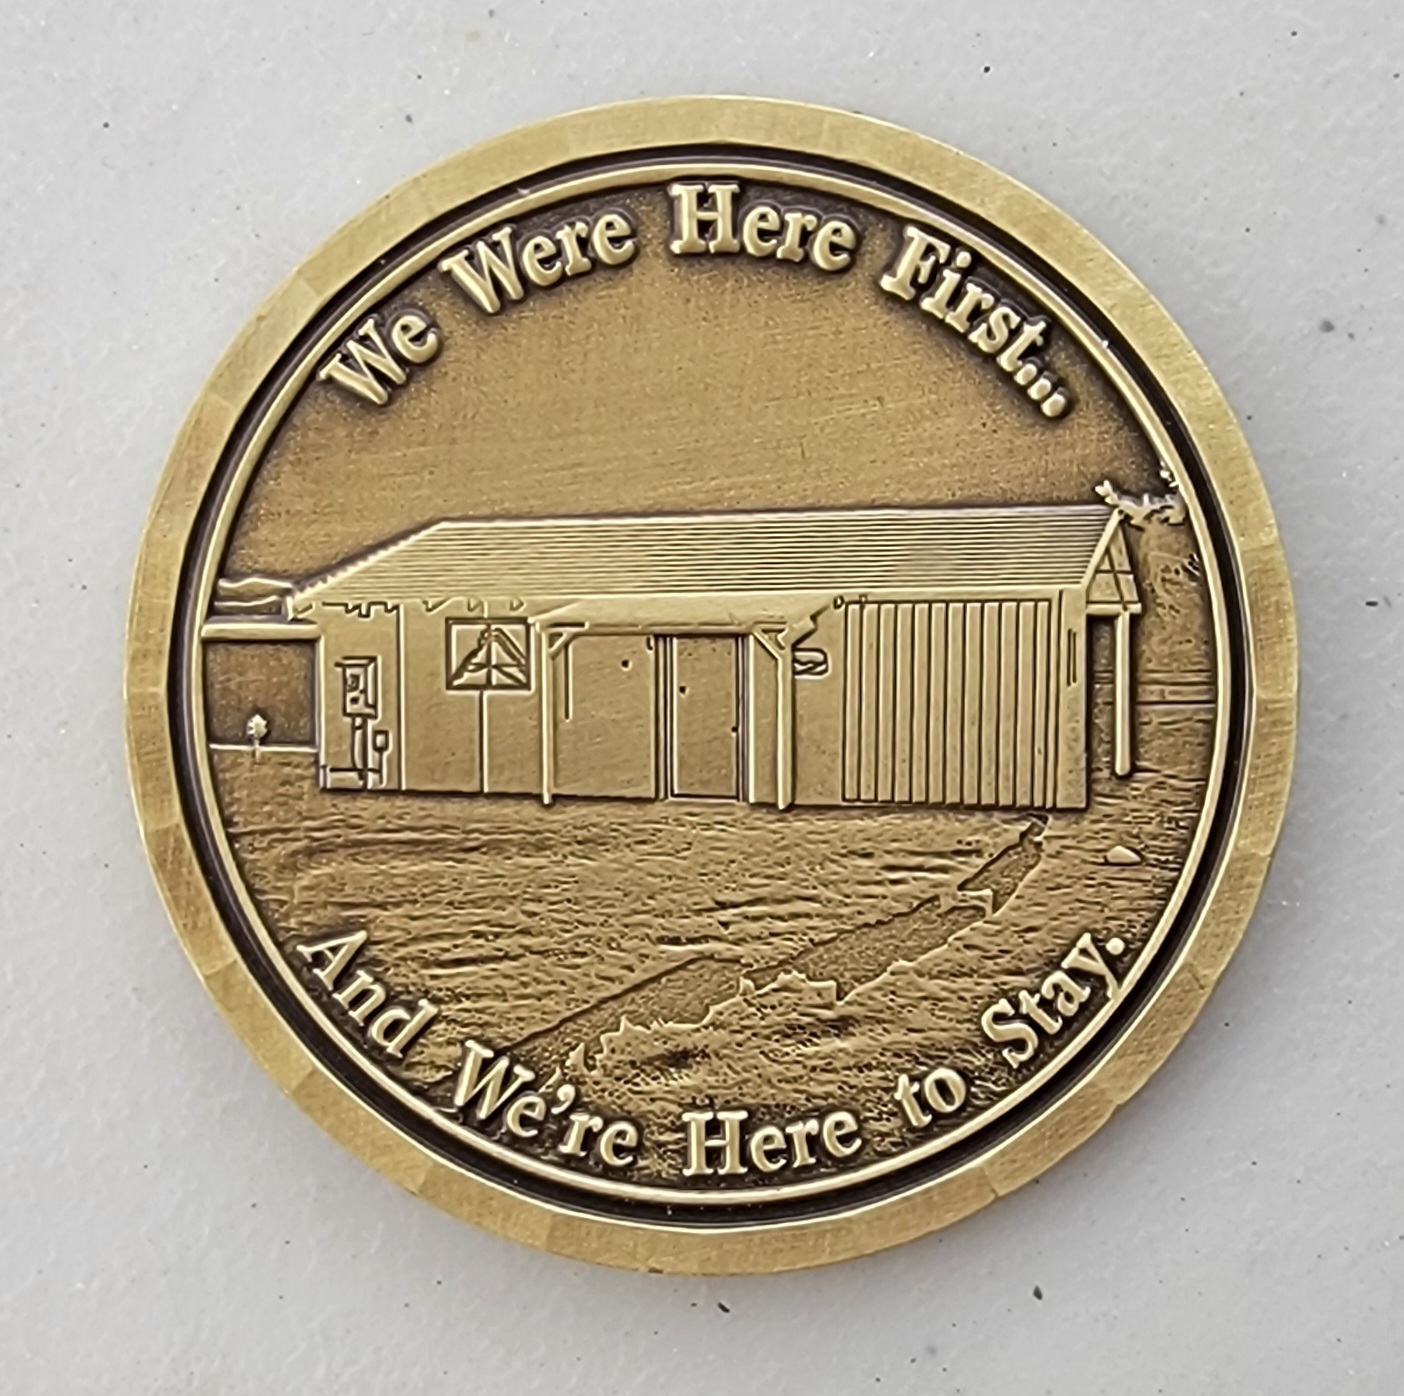 We Were Here First...
And We're Here to Stay.